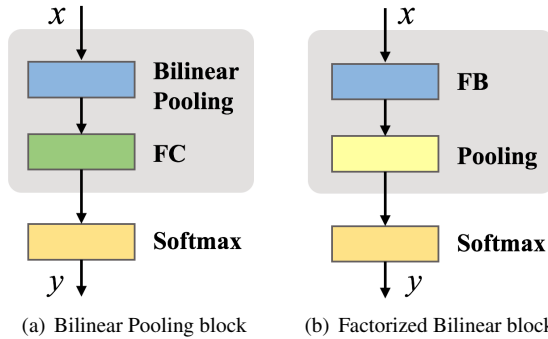 x
Bilinear
Pooling
FC
Softmax
y
(a) Bilinear Pooling block
x
FB
Pooling
Softmax
y
(b) Factorized Bilinear block